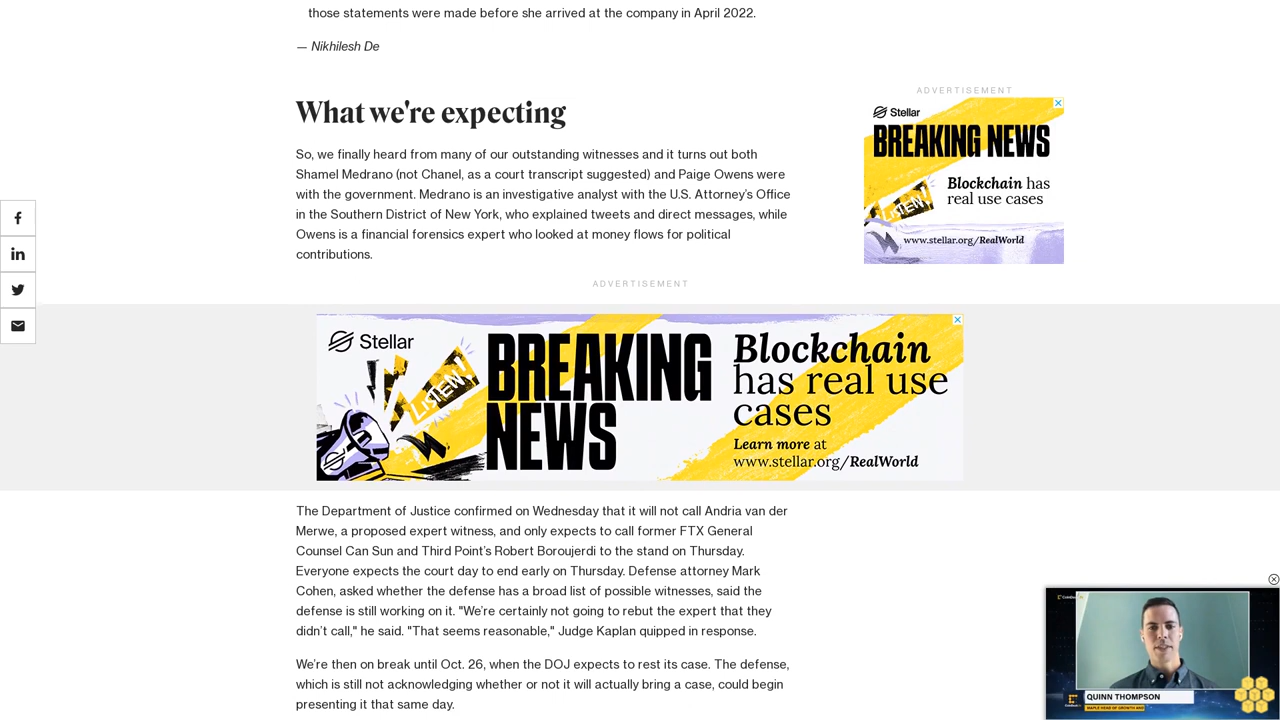 those statements were made before she arrived at the company in April 2022.
— Nikhilesh De
What we're expecting
So, we finally heard from many of our outstanding witnesses and it turns out both
Shamel Medrano (not Chanel, as a court transcript suggested) and Paige Owens were
with the government. Medrano is an investigative analyst with the U.S. Attorney’s Office
in the Southern District of New York, who explained tweets and direct messages, while
Owens is a financial forensics expert who looked at money flows for political
contributions.
ADVERTISEMENT
Stellar
BREAKING NEWS
LISTEN!
Blockchain has
real use cases
www.stellar.org/RealWorld
ADVERTISEMENT
Stellar
LISTEN!
BREAKING
NEWS
Blockchain
has real use
cases
Learn more at
www.stellar.org/RealWorld
The Department of Justice confirmed on Wednesday that it will not call Andria van der
Merwe, a proposed expert witness, and only expects to call former FTX General
Counsel Can Sun and Third Point’s Robert Boroujerdi to the stand on Thursday.
Everyone expects the court day to end early on Thursday. Defense attorney Mark
Cohen, asked whether the defense has a broad list of possible witnesses, said the
defense is still working on it. "We’re certainly not going to rebut the expert that they
didn’t call," he said. "That seems reasonable," Judge Kaplan quipped in response.
We’re then on break until Oct. 26, when the DOJ expects to rest its case. The defense,
which is still not acknowledging whether or not it will actually bring a case, could begin
presenting it that same day.
QUINN THOMPSON
MAPLE HEAD OF GROWTH AND